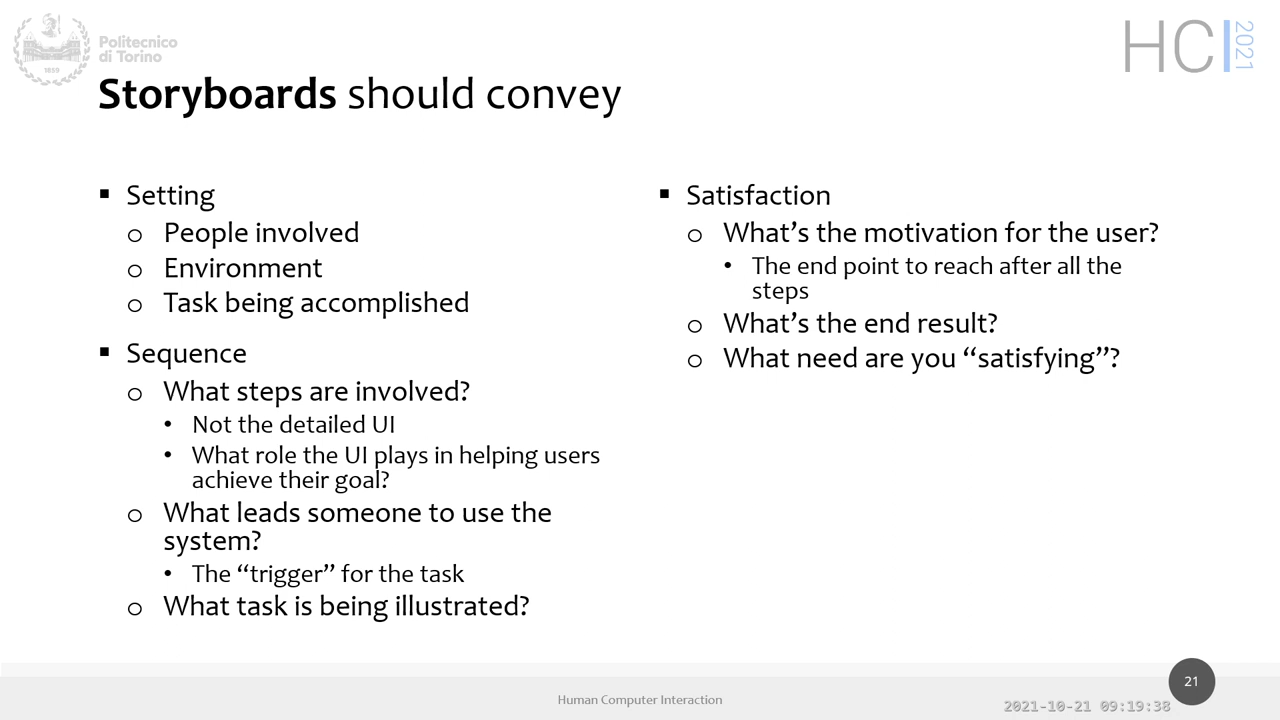 Politecnico
di Torino
1859
HCI
2021
Storyboards should convey
▪ Setting
o People involved
o Environment
o Task being accomplished
▪ Sequence
o What steps are involved?
• Not the detailed UI
• What role the UI plays in helping users
achieve their goal?
o What leads someone to use the
system?
• The “trigger” for the task
o What task is being illustrated?
▪ Satisfaction
o What’s the motivation for the user?
• The end point to reach after all the
steps
o What’s the end result?
o What need are you “satisfying”?
Human Computer Interaction
21
2021-10-21 09:19:38